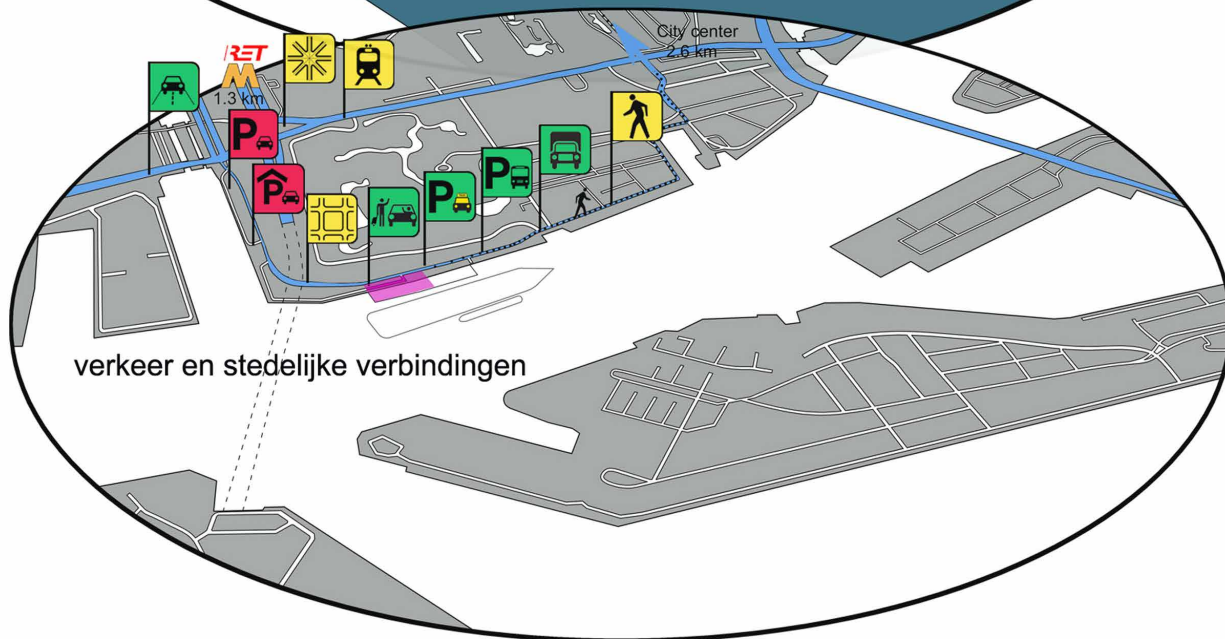 City center
2.6 km
RET
M
1.3 km
P
P
P
P
verkeer en stedelijke verbindingen